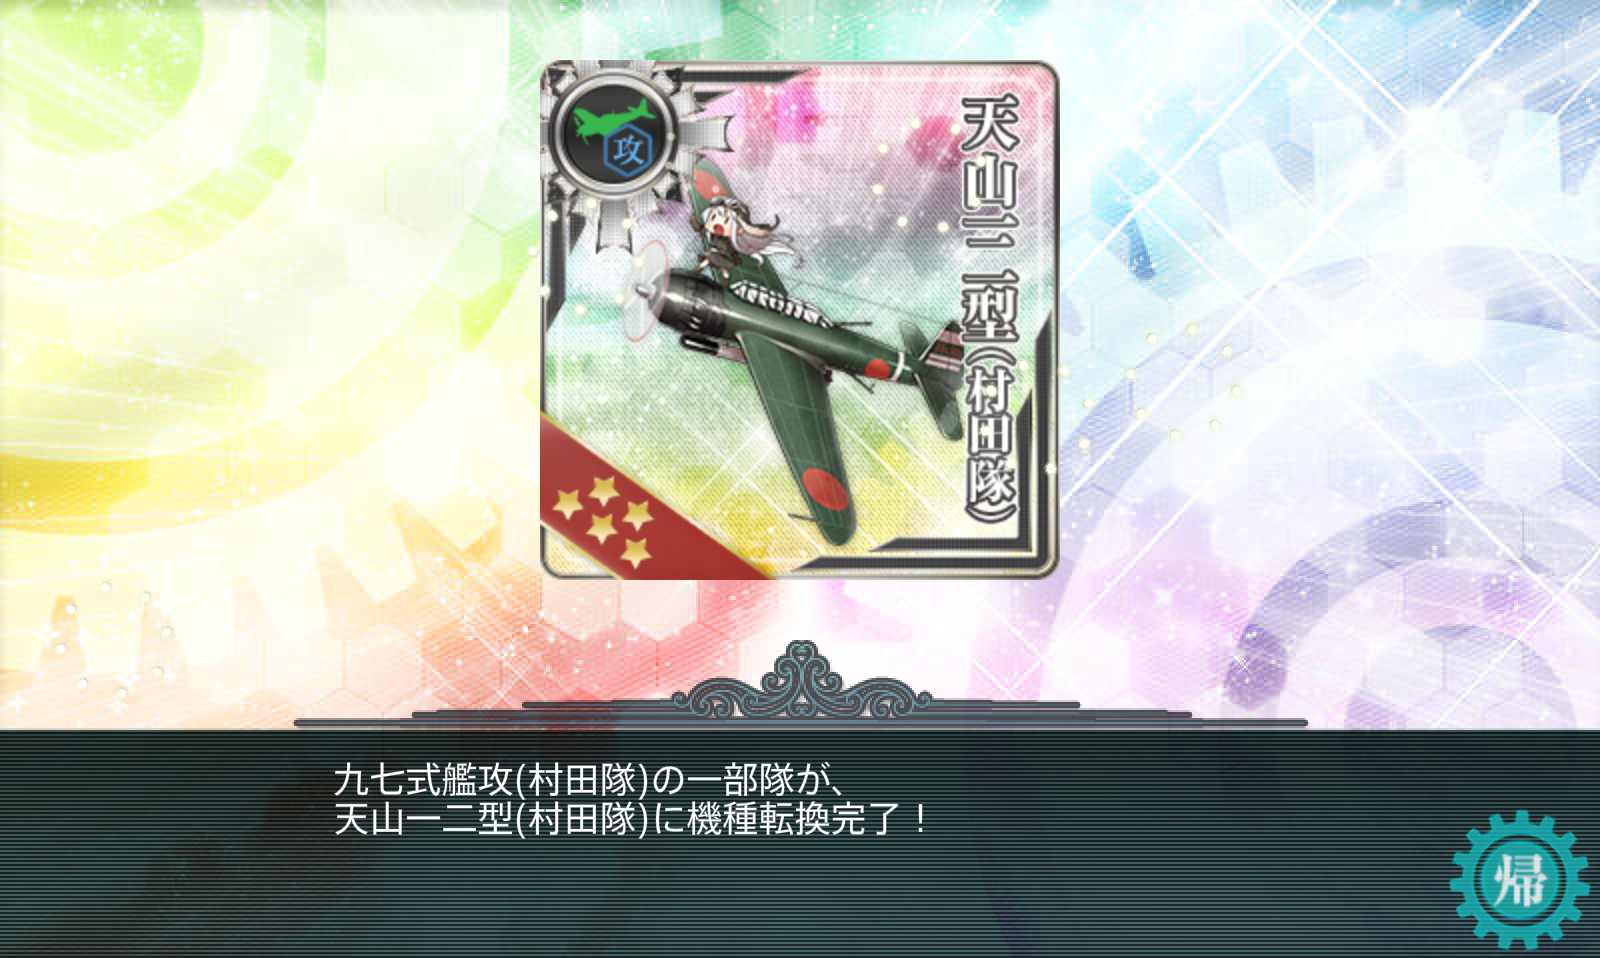 攻
天山一二型(村田隊)
九七式艦攻(村田隊)の一部隊が、
天山一二型(村田隊)に機種転換完了！
帰